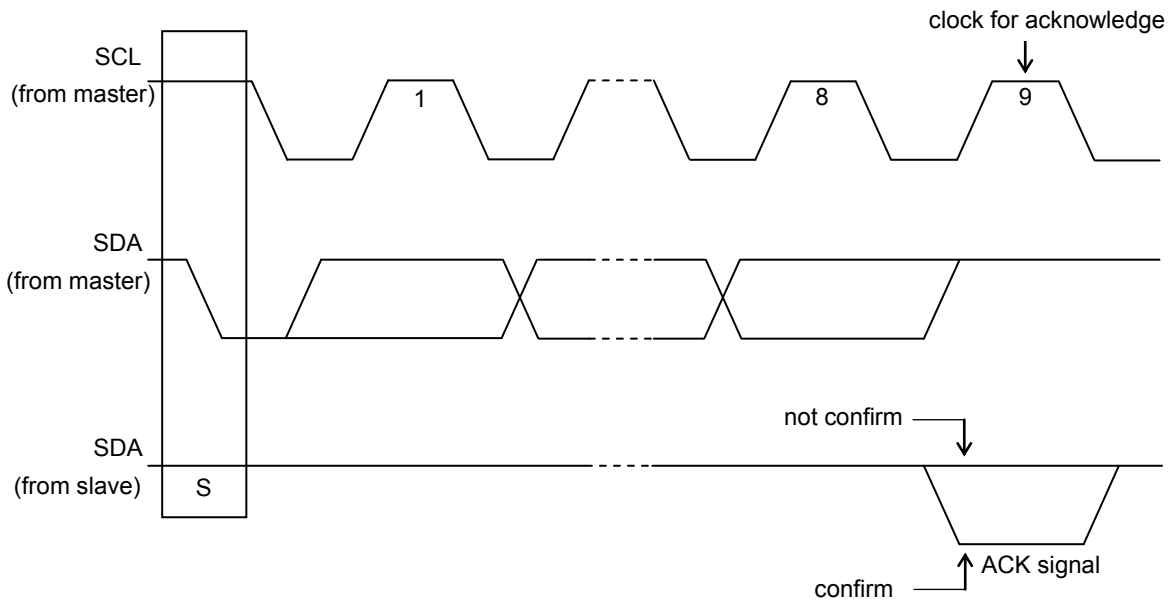 clock for acknowledge
SCL
(from master)
1
8
9
SDA
(from master)
not confirm
SDA
(from slave)
S
ACK signal
confirm